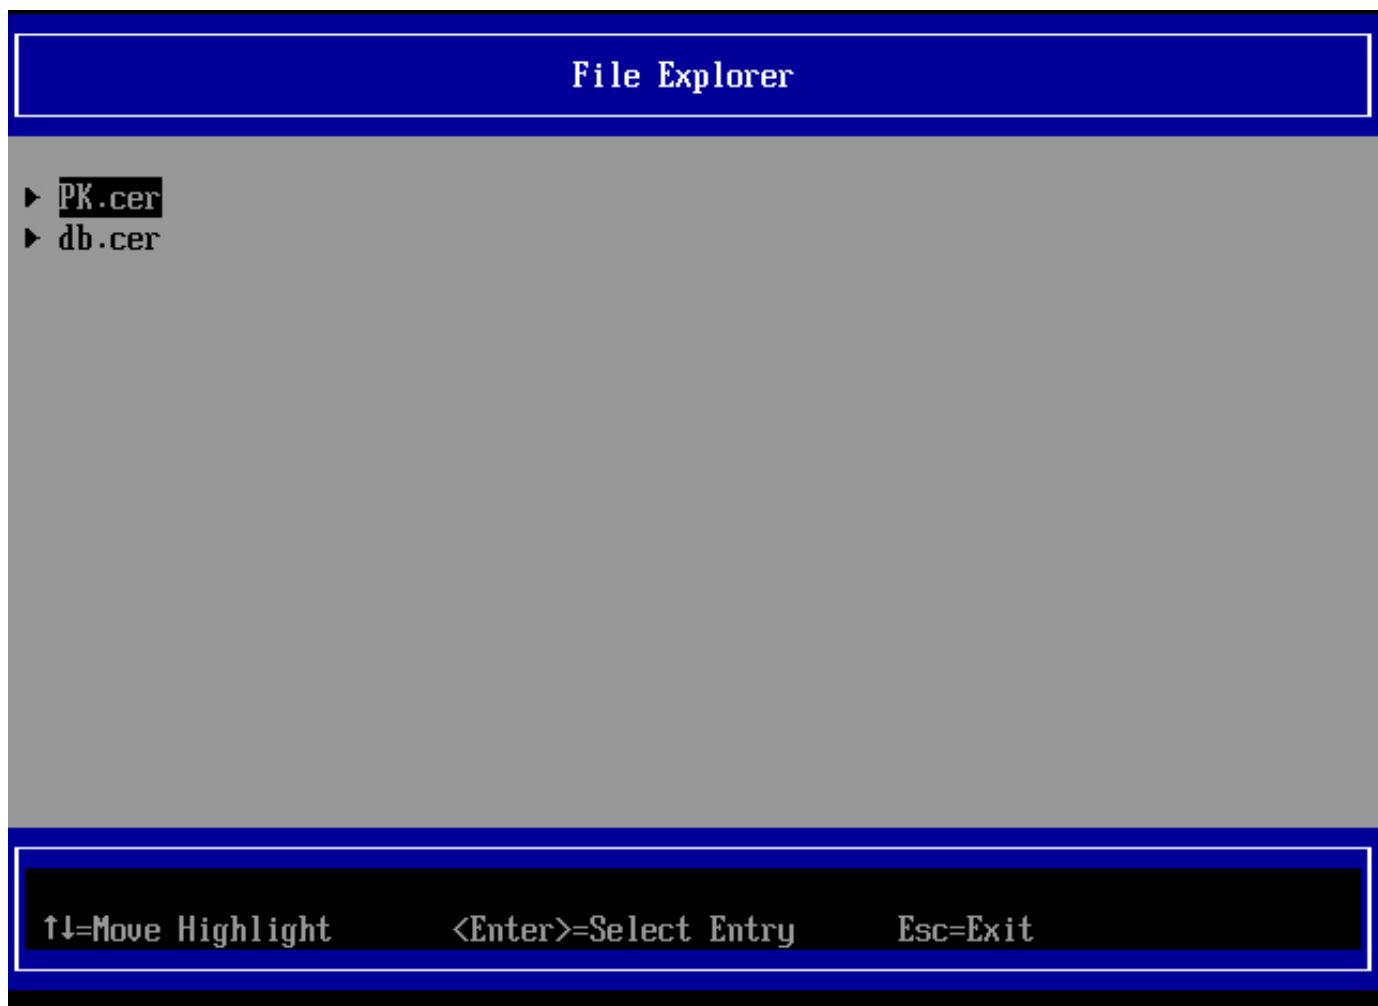 File Explorer
PK.cer
db.cer
↑↓=Move Highlight <Enter>=Select Entry Esc=Exit